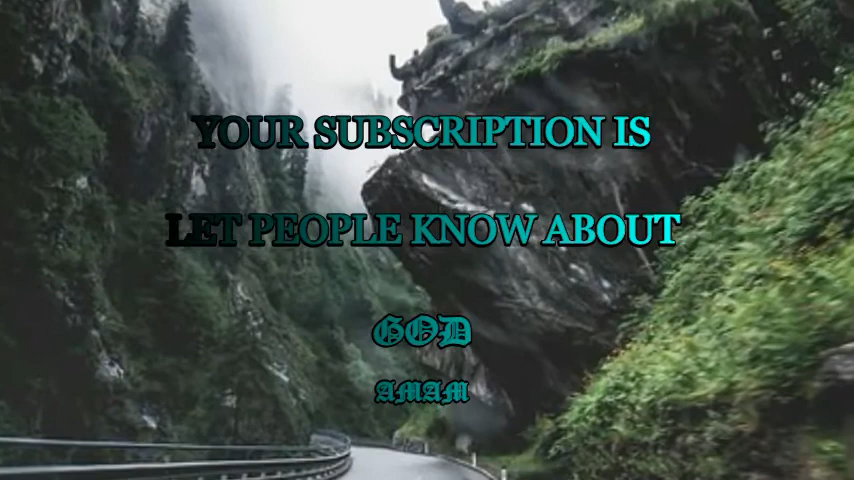 YOUR SUBSCRIPTION IS
LET PEOPLE KNOW ABOUT
GOD
AMAM